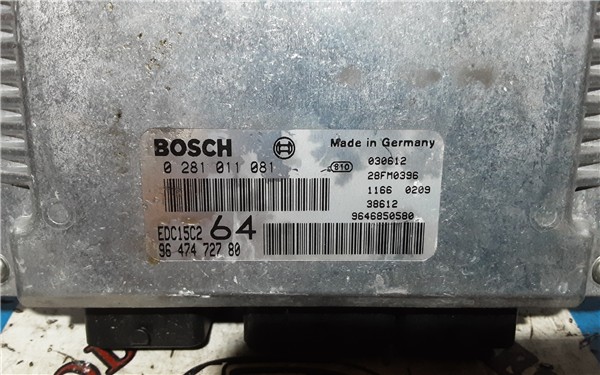 BOSCH
Made in Germany
0 281 011 081
810
030612
28FM0396
1166 0209
38612
9646850580
EDC15C2 64
96 474 727 80